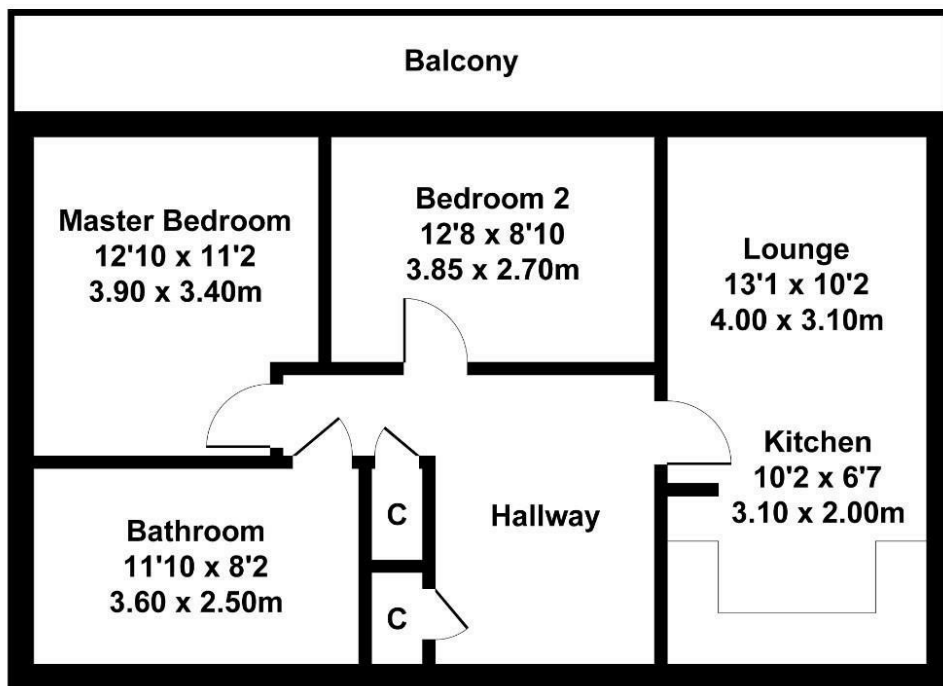 Balcony
Master Bedroom
12'10 x 11'2
3.90 x 3.40m
Bedroom 2
12'8 x 8'10
3.85 x 2.70m
Lounge
13'1 x 10'2
4.00 x 3.10m
Kitchen
10'2 x 6'7
3.10 x 2.00m
Hallway
C
C
Bathroom
11'10 x 8'2
3.60 x 2.50m